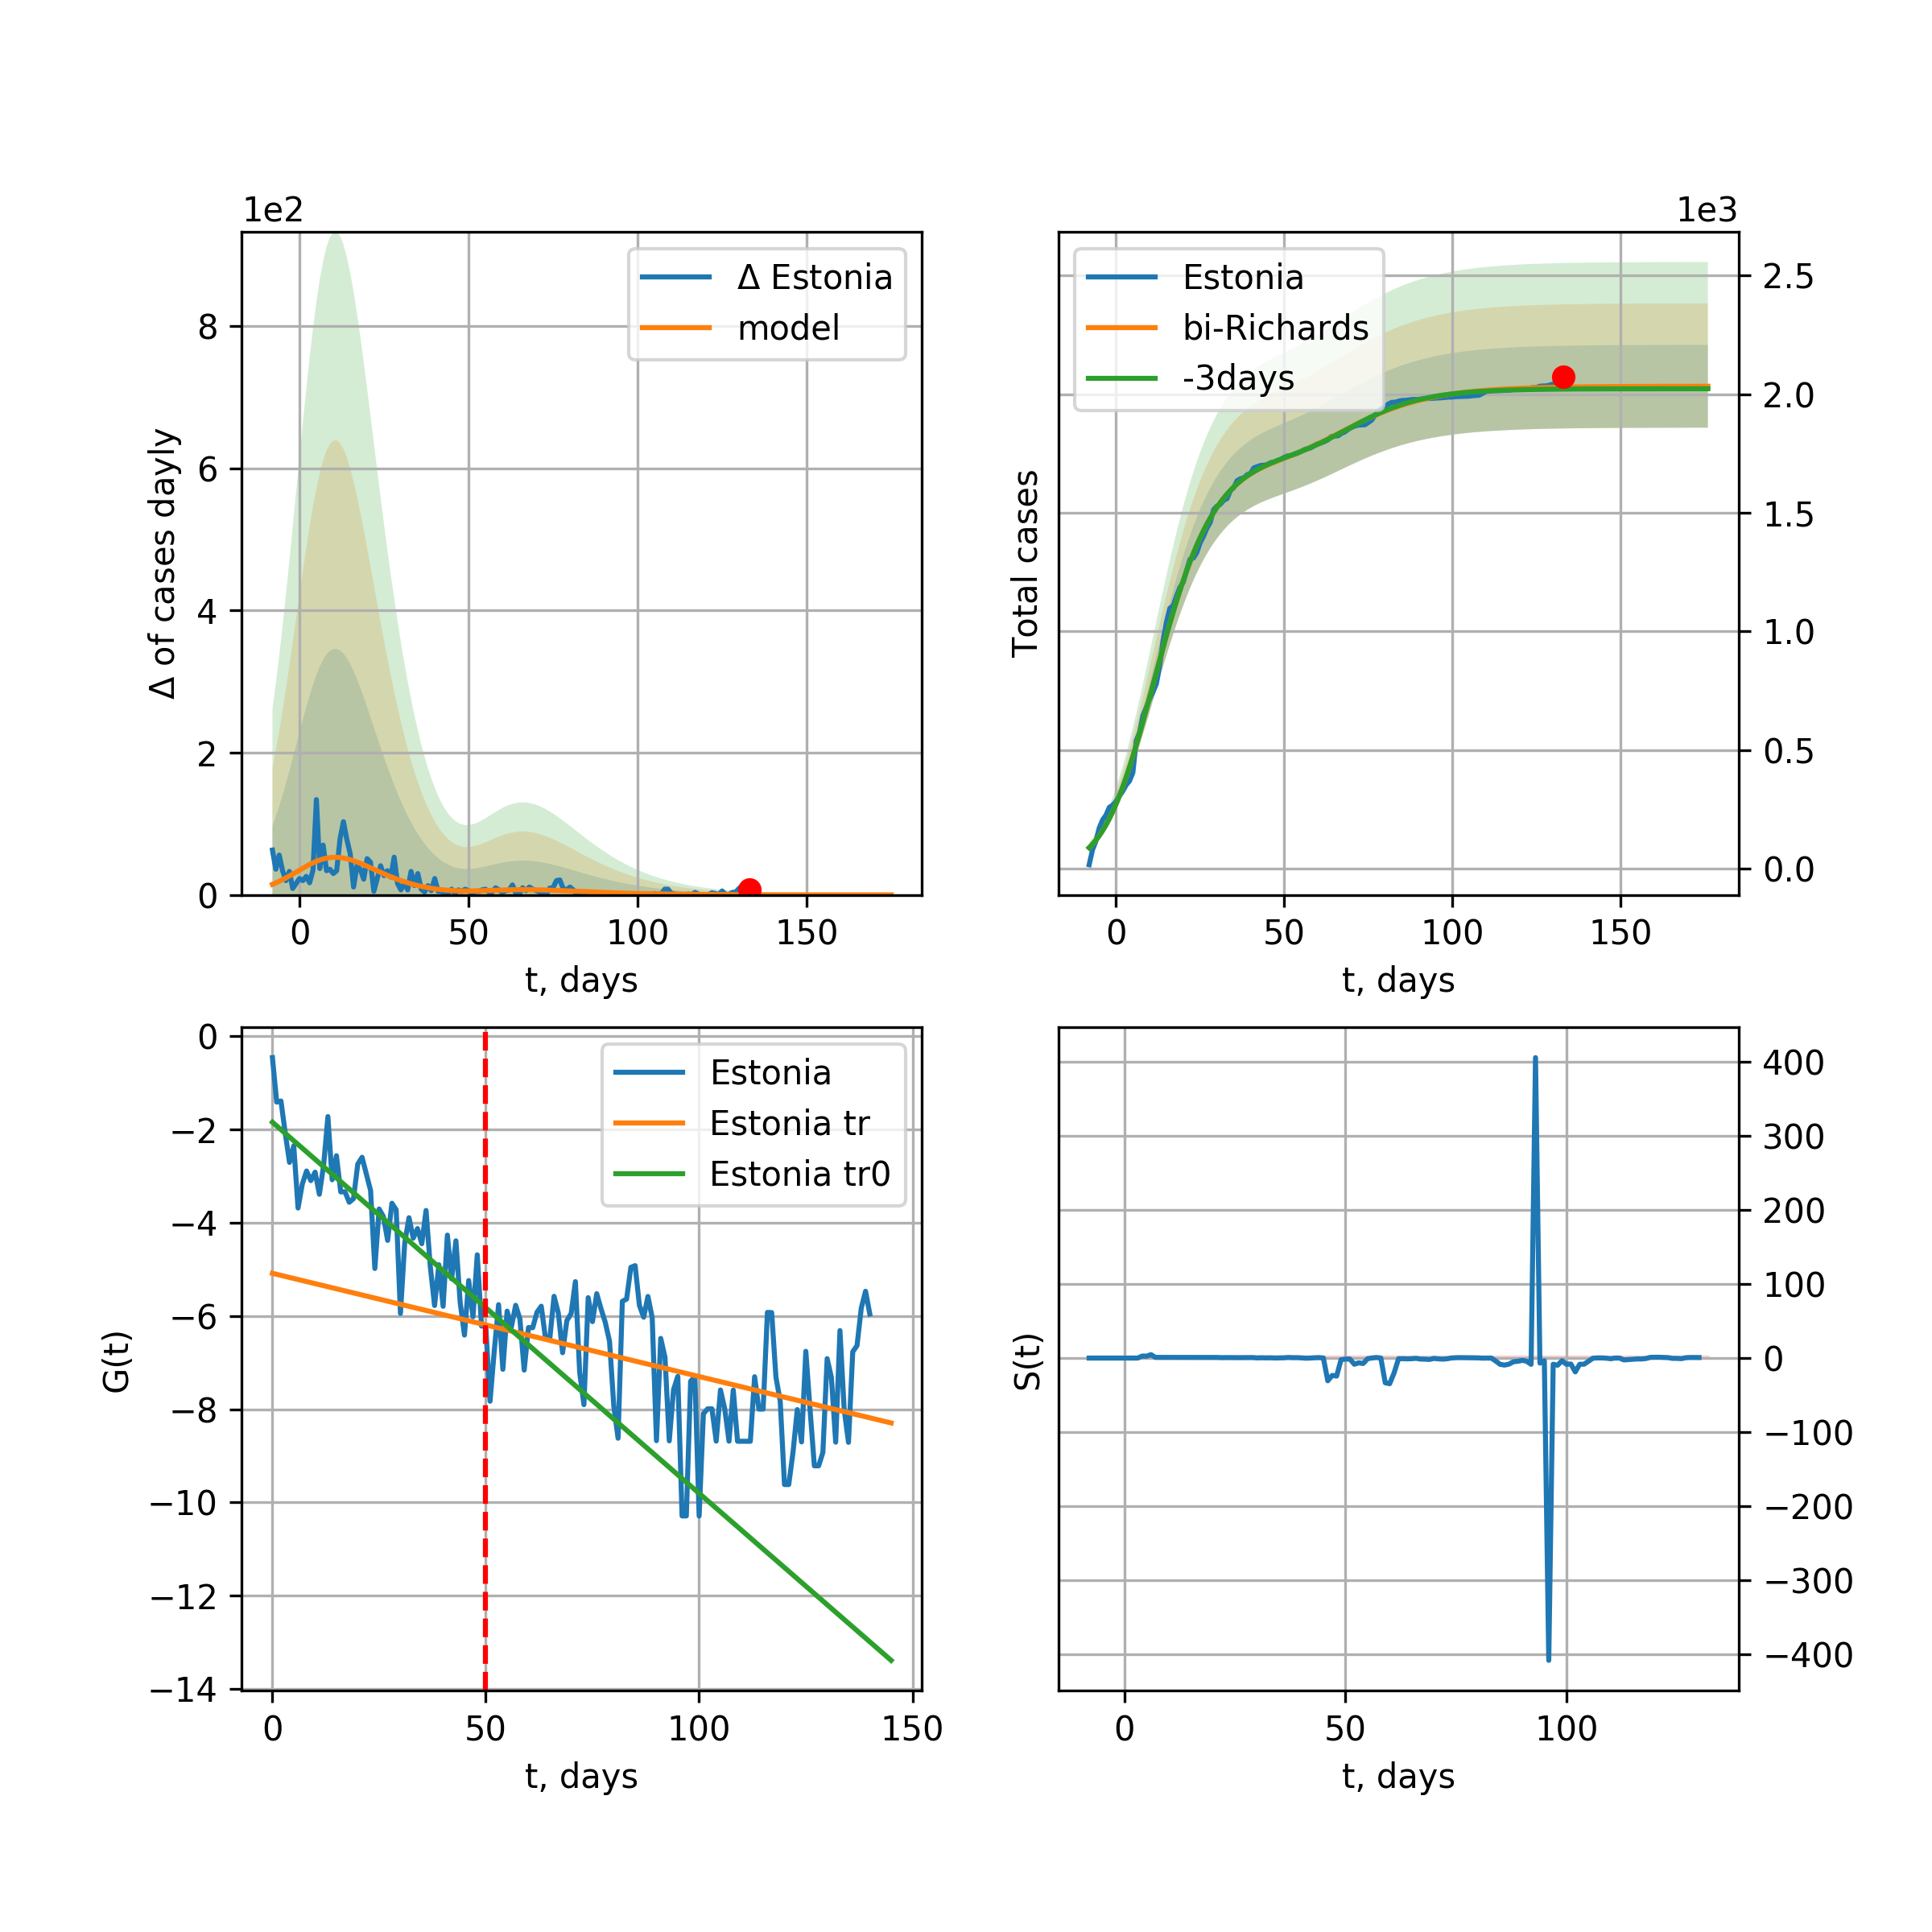 1e2
Δ Estonia
model
8
6
4
2
0
Δ of cases dayly
0 50 100 150
t, days
1e3
Estonia
bi-Richards
-3days
2.5
2.0
1.5
1.0
0.5
0.0
Total cases
0 50 100 150
t, days
Estonia
Estonia tr
Estonia tr0
0
−2
−4
−6
−8
−10
−12
−14
G(t)
0 50 100 150
t, days
400
300
200
100
0
−100
−200
−300
−400
S(t)
0 50 100
t, days